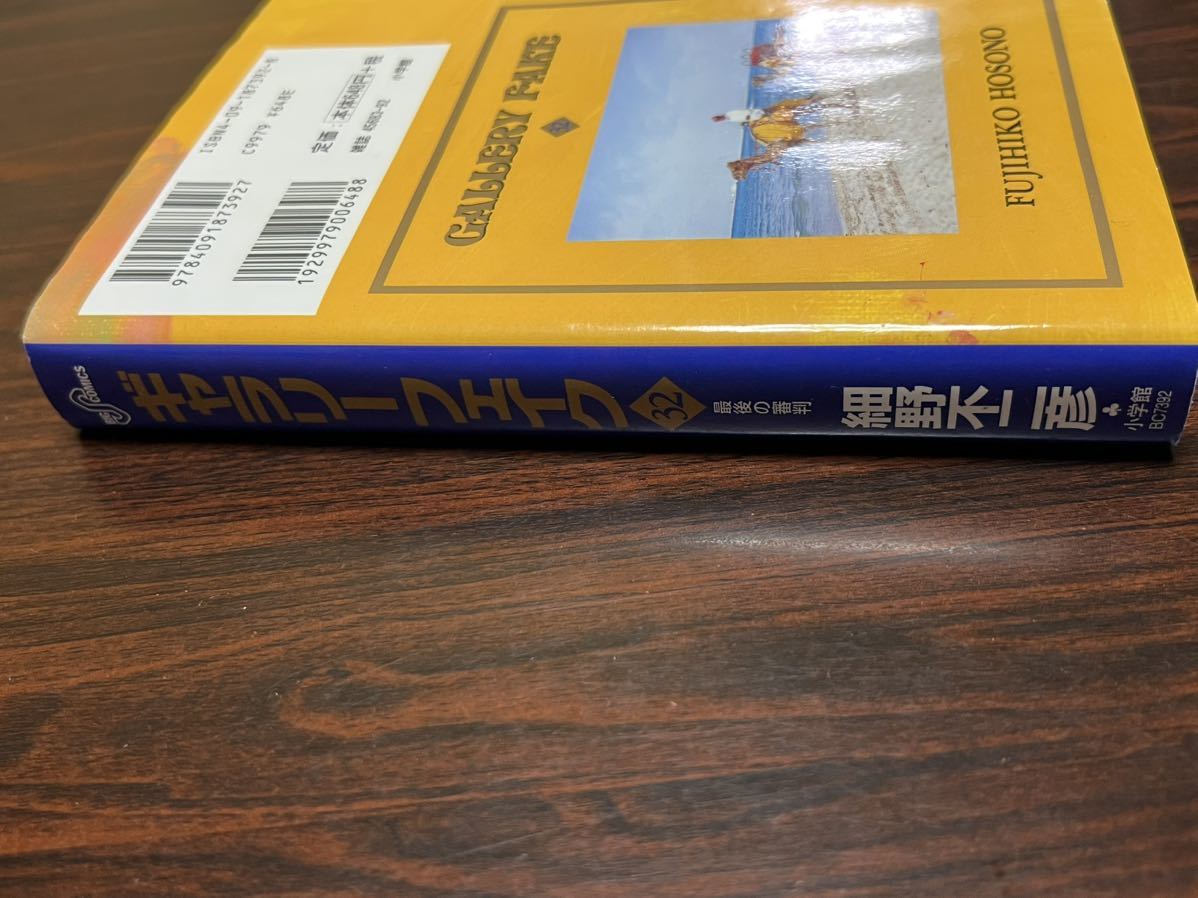 ISBN4-09-187392-
C9979 ¥648E
定価:本体648円+税
雑誌 45683-92
小学館
9784091873927
1929979006488
GALLERY FAKE
32
FUJIHIKO HOSONO
BIG COMICS
ギャラリーフェイク
32
最後の審判
細野不二彦
小学館
BC7392